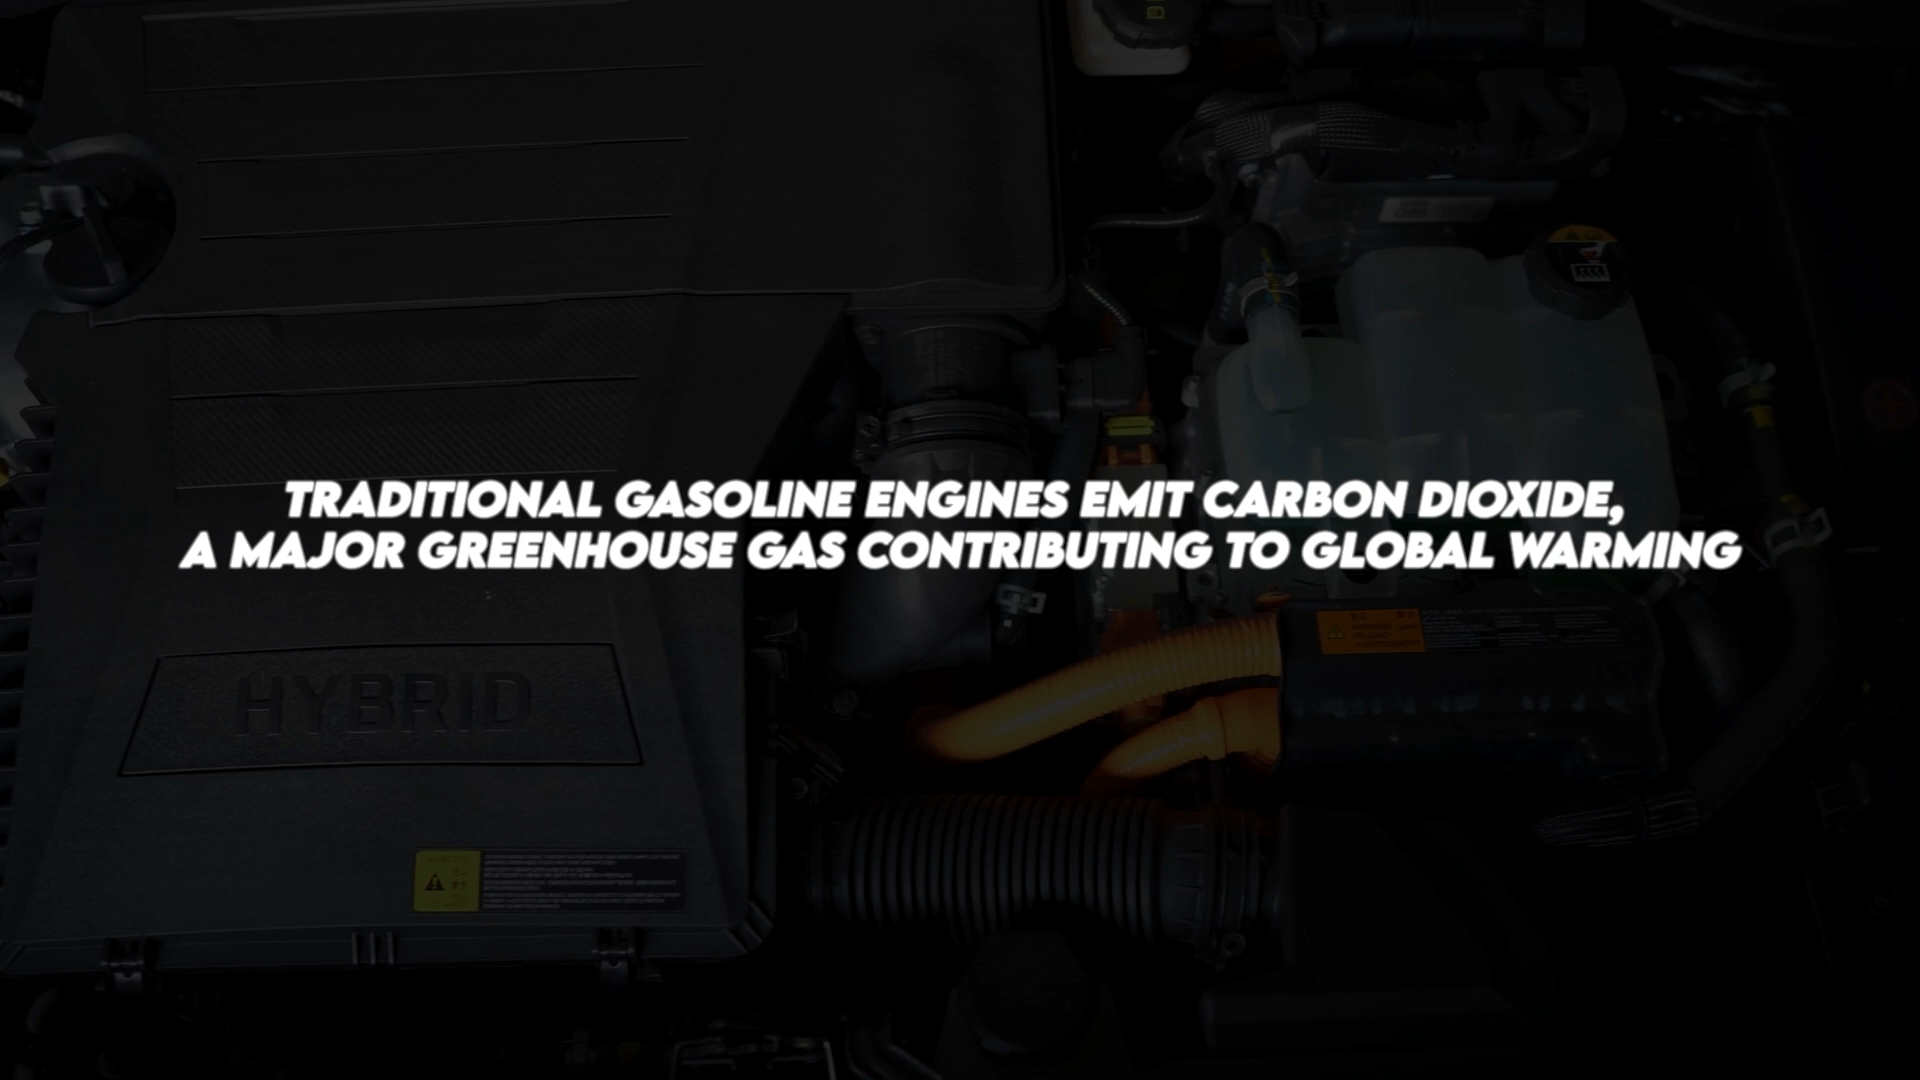 TRADITIONAL GASOLINE ENGINES EMIT CARBON DIOXIDE,
A MAJOR GREENHOUSE GAS CONTRIBUTING TO GLOBAL WARMING
HYBRID